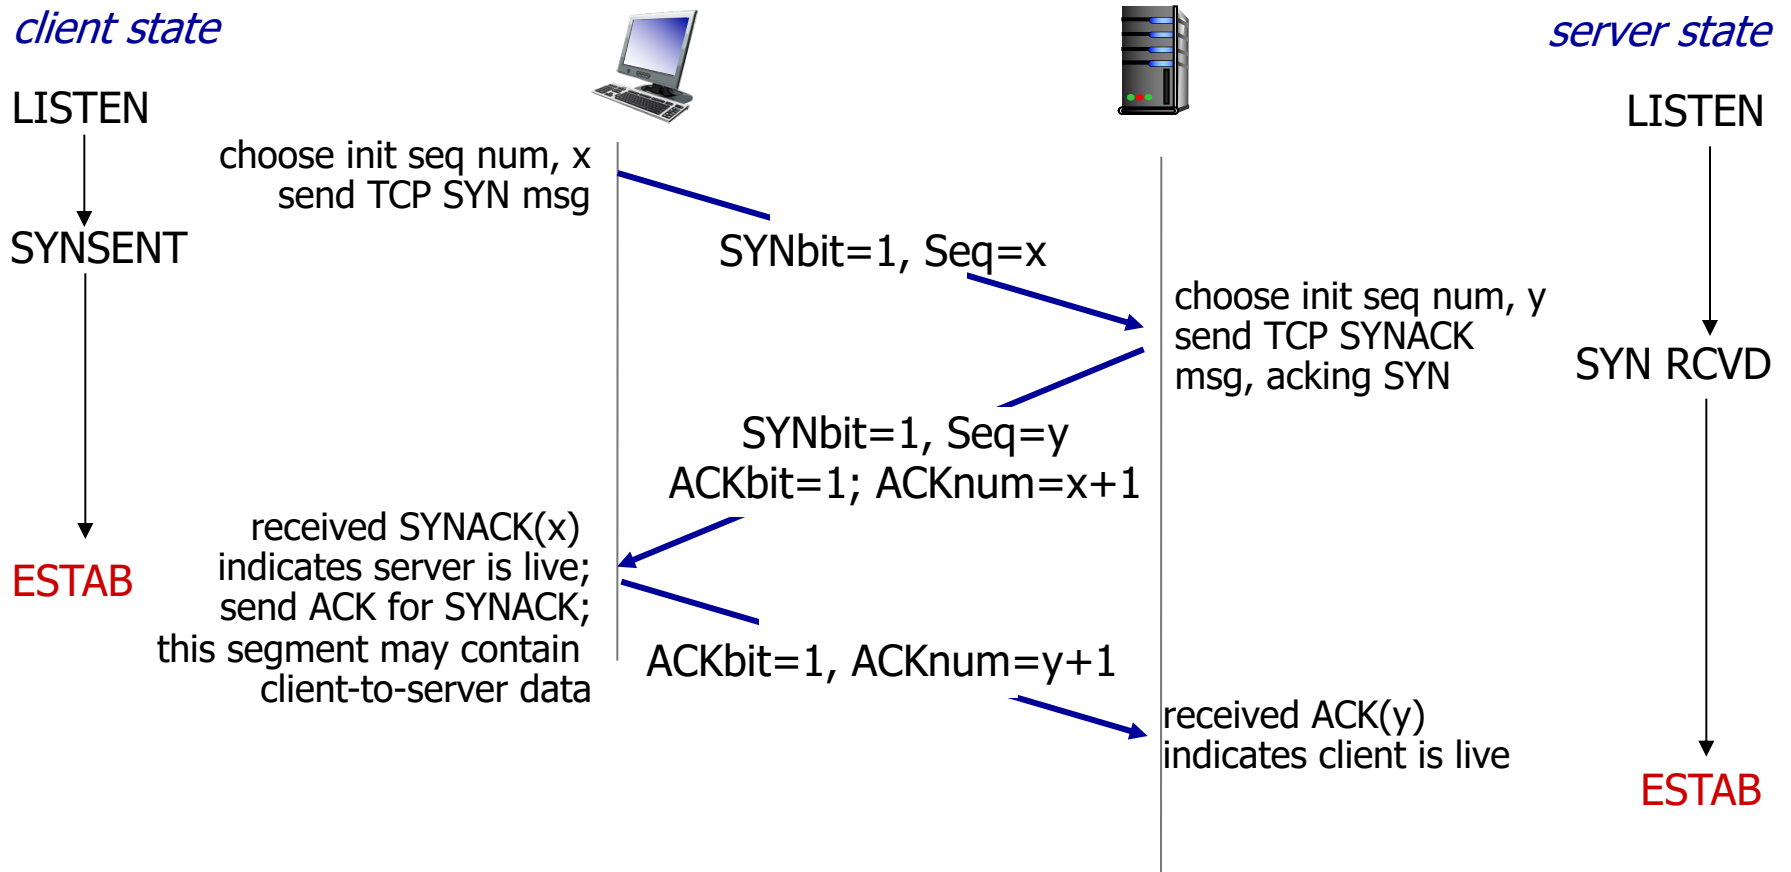 client state
server state
LISTEN
LISTEN
choose init seq num, x
send TCP SYN msg
SYNSENT
SYNbit=1, Seq=x
choose init seq num, y
send TCP SYNACK
msg, acking SYN
SYN RCVD
SYNbit=1, Seq=y
ACKbit=1; ACKnum=x+1
received SYNACK(x)
indicates server is live;
send ACK for SYNACK;
this segment may contain
client-to-server data
ESTAB
ACKbit=1, ACKnum=y+1
received ACK(y)
indicates client is live
ESTAB